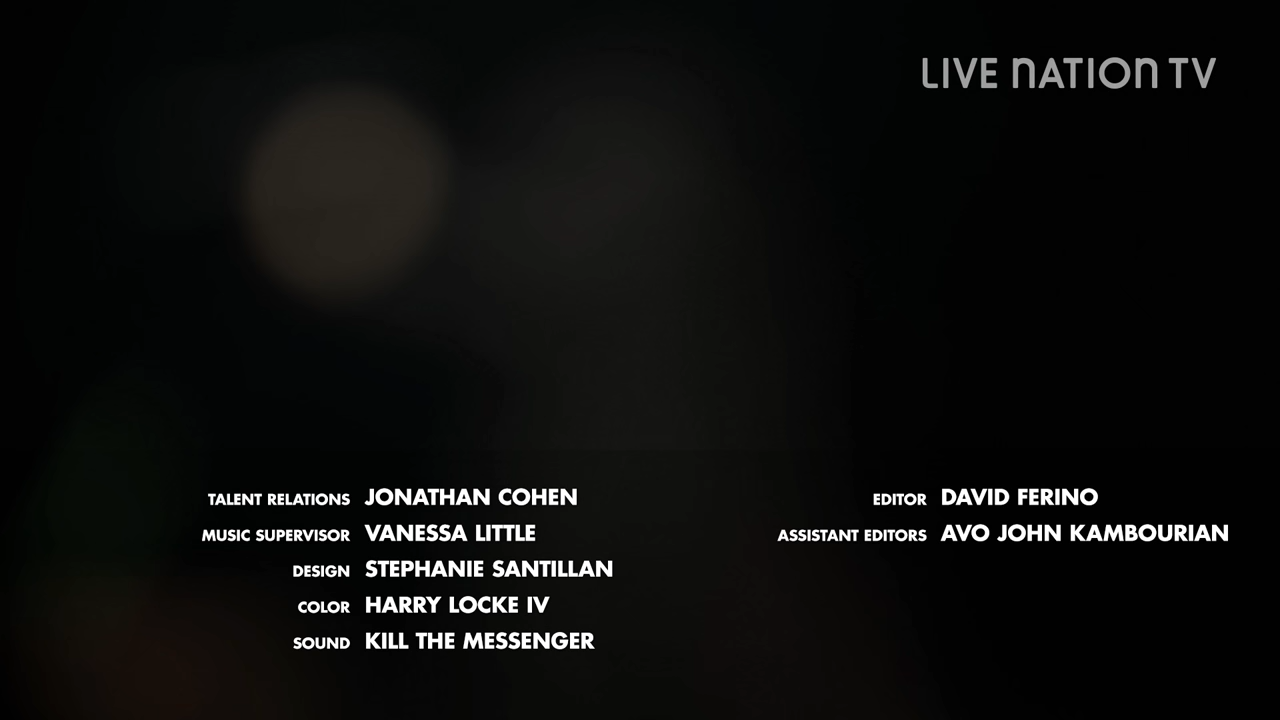 LIVE NATION TV
TALENT RELATIONS JONATHAN COHEN
MUSIC SUPERVISOR VANESSA LITTLE
DESIGN STEPHANIE SANTILLAN
COLOR HARRY LOCKE IV
SOUND KILL THE MESSENGER
EDITOR DAVID FERINO
ASSISTANT EDITORS AVO JOHN KAMBOURIAN